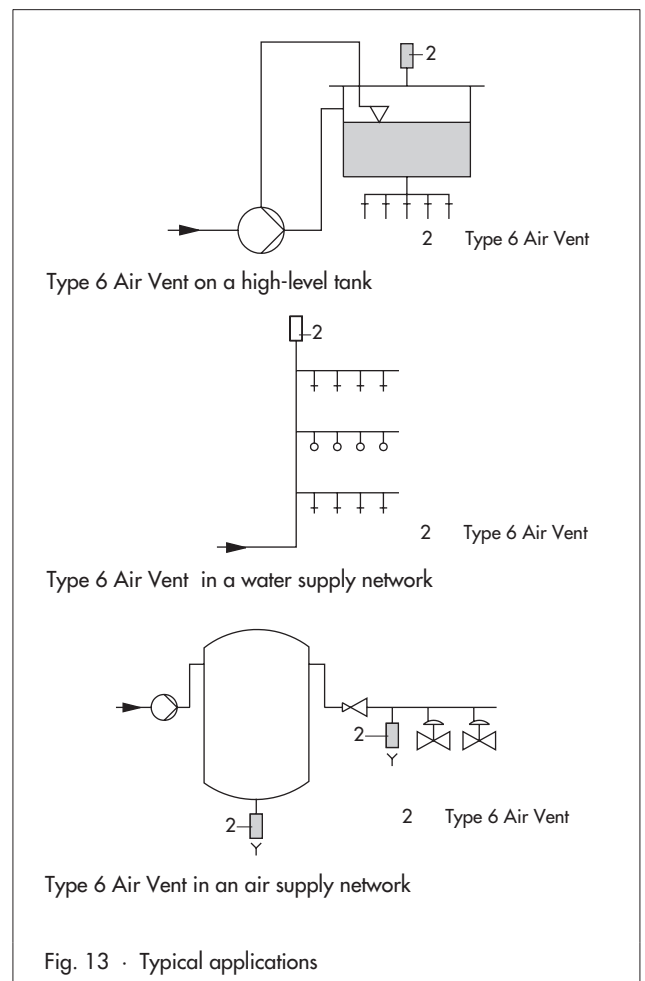 2
2 Type 6 Air Vent
Type 6 Air Vent on a high-level tank
2
2 Type 6 Air Vent
Type 6 Air Vent in a water supply network
2
2
2 Type 6 Air Vent
Type 6 Air Vent in an air supply network
Fig. 13 · Typical applications